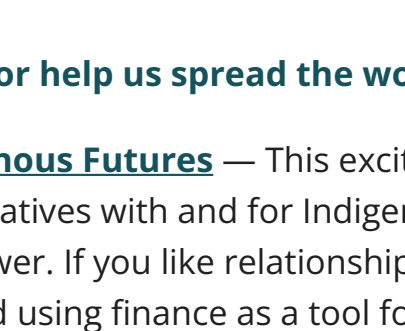 or help us spread the wo
nous Futures — This excit
atives with and for Indiger
wer. If you like relationship
d using finance as a tool fo